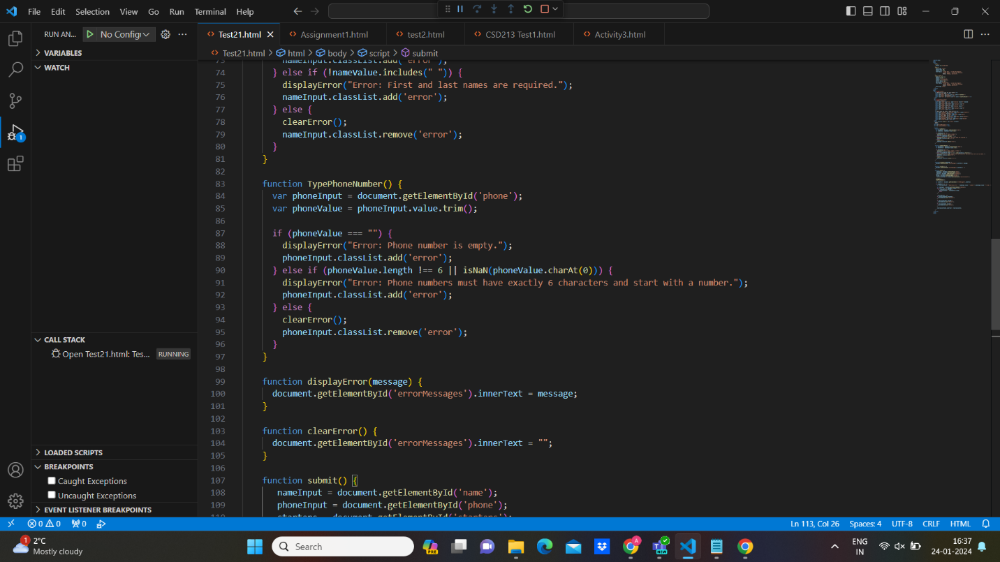 File Edit Selection View Go Run Terminal Help
RUN AN... No Configu
Test21.html Assignment1.html test2.html CSD213 Test1.html Activity3.html
VARIABLES
WATCH
Test21.html > html > body > script > submit
73 nameInput.classList.add('error');
74 } else if (!nameValue.includes(" ")) {
75 displayError("Error: First and last names are required.");
76 nameInput.classList.add('error');
77 } else {
78 clearError();
79 nameInput.classList.remove('error');
80 }
81 }
82
83 function TypePhoneNumber() {
84 var phoneInput = document.getElementById('phone');
85 var phoneValue = phoneInput.value.trim();
86
87 if (phoneValue === "") {
88 displayError("Error: Phone number is empty.");
89 phoneInput.classList.add('error');
90 } else if (phoneValue.length !== 6 || isNaN(phoneValue.charAt(0))) {
91 displayError("Error: Phone numbers must have exactly 6 characters and start with a number.");
92 phoneInput.classList.add('error');
93 } else {
94 clearError();
95 phoneInput.classList.remove('error');
96 }
97 }
98
99 function displayError(message) {
100 document.getElementById('errorMessages').innerText = message;
101 }
102
103 function clearError() {
104 document.getElementById('errorMessages').innerText = "";
105 }
106
107 function submit() {
108 nameInput = document.getElementById('name');
109 phoneInput = document.getElementById('phone');
110 starters = document.getElementById('starters');
1
CALL STACK
Open Test21.html: Tes... RUNNING
LOADED SCRIPTS
BREAKPOINTS
Caught Exceptions
Uncaught Exceptions
EVENT LISTENER BREAKPOINTS
0 0 0 Ln 113, Col 26 Spaces: 4 UTF-8 CRLF HTML
1
2°C
Mostly cloudy
Search
PRE
A
NEW
ENG
IN
16:37
24-01-2024